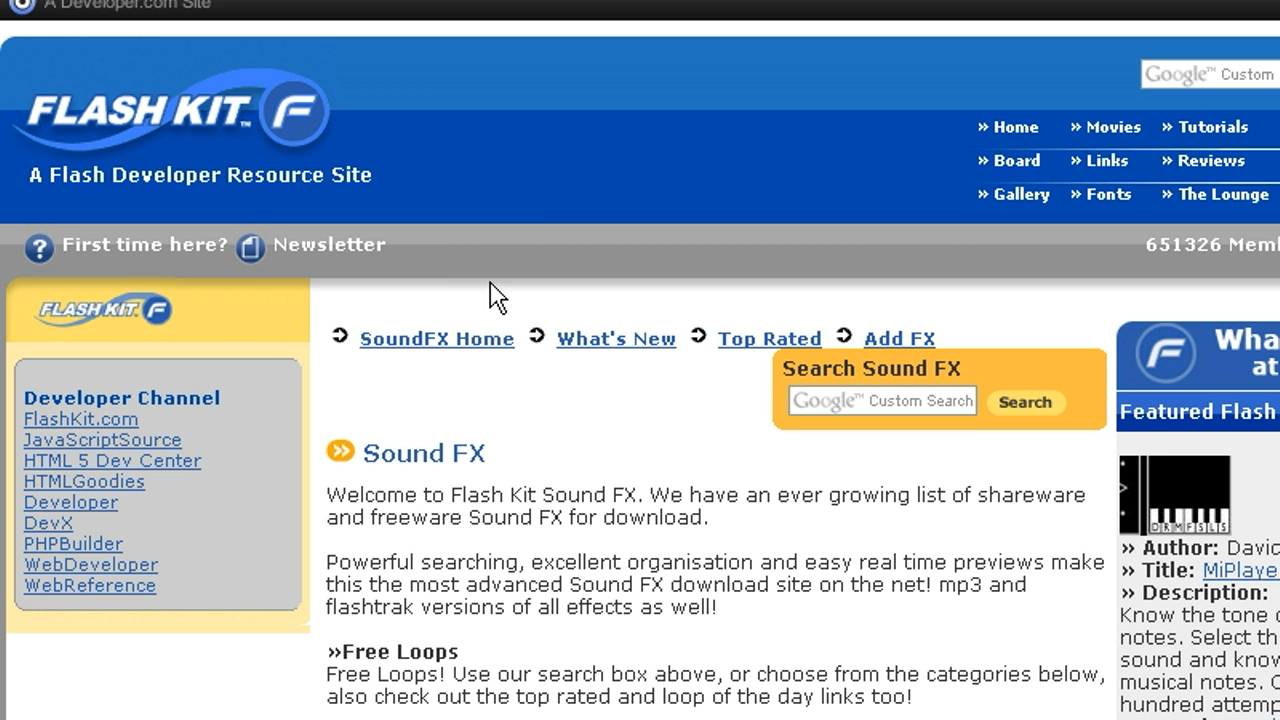 A Developer.com Site
FLASH KIT™ F
A Flash Developer Resource Site
Google™ Custom
» Home » Movies » Tutorials
» Board » Links » Reviews
» Gallery » Fonts » The Lounge
? First time here? Newsletter
651326 Mem
FLASH KIT F
Developer Channel
FlashKit.com
JavaScriptSource
HTML 5 Dev Center
HTMLGoodies
Developer
DevX
PHPBuilder
WebDeveloper
WebReference
SoundFX Home What's New Top Rated Add FX
Search Sound FX
Google™ Custom Search Search
» Sound FX
Welcome to Flash Kit Sound FX. We have an ever growing list of shareware
and freeware Sound FX for download.
Powerful searching, excellent organisation and easy real time previews make
this the most advanced Sound FX download site on the net! mp3 and
flashtrak versions of all effects as well!
»Free Loops
Free Loops! Use our search box above, or choose from the categories below,
also check out the top rated and loop of the day links too!
F Wha
at
Featured Flash
D R M F S L S
» Author: David
» Title: MiPlaye
» Description:
Know the tone
notes. Select th
sound and know
musical notes.
hundred attemp